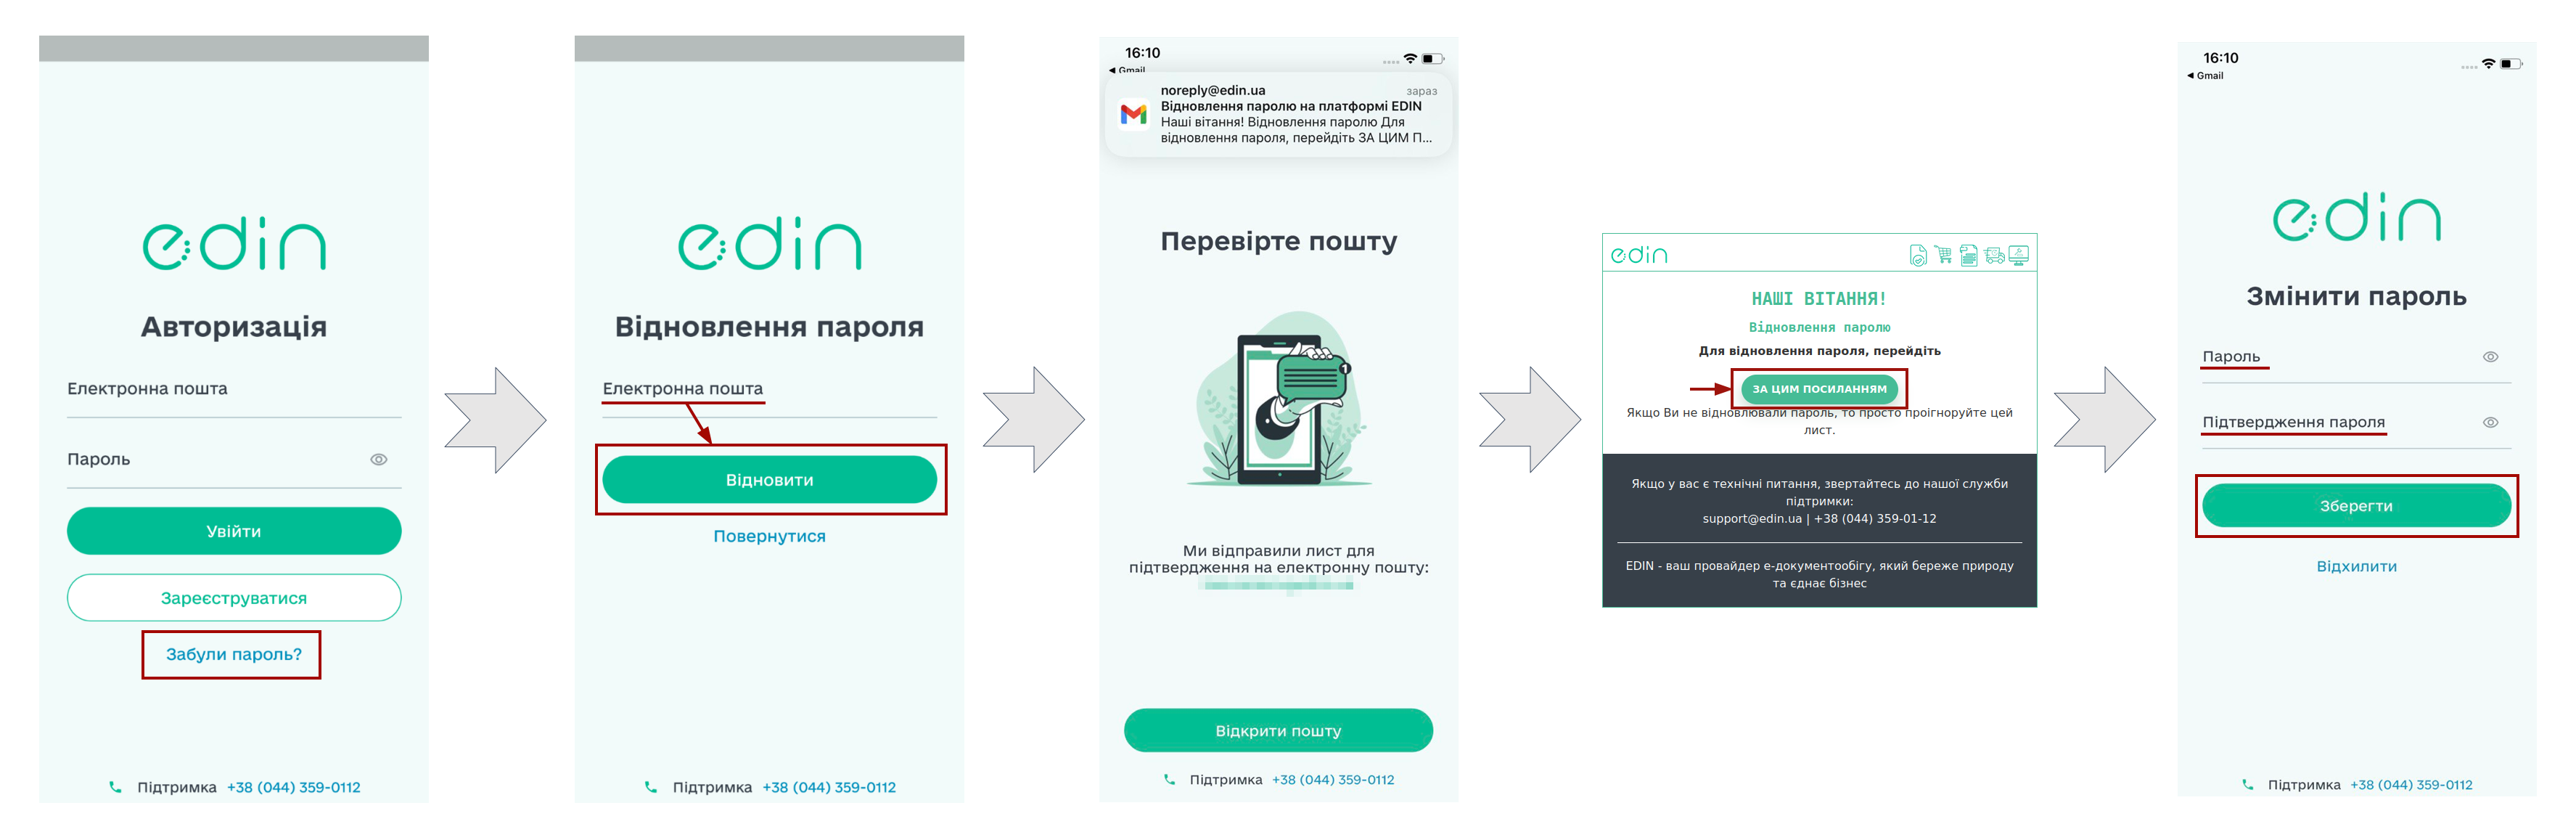 edin
Авторизація
Електронна пошта
Пароль
Увійти
Зареєструватися
Забули пароль?
Підтримка +38 (044) 359-0112
edin
Відновлення пароля
Електронна пошта
Відновити
Повернутися
Підтримка +38 (044) 359-0112
16:10
Gmail
noreply@edin.ua зараз
Відновлення паролю на платформі EDIN
Наші вітання! Відновлення паролю Для
відновлення пароля, перейдіть ЗА ЦИМ П...
Перевірте пошту
1
Ми відправили лист для
підтвердження на електронну пошту:
Відкрити пошту
Підтримка +38 (044) 359-0112
edin
НАШІ ВІТАННЯ!
Відновлення паролю
Для відновлення пароля, перейдіть
ЗА ЦИМ ПОСИЛАННЯМ
Якщо Ви не відновлювали пароль, то просто проігноруйте цей
лист.
Якщо у вас є технічні питання, звертайтесь до нашої служби
підтримки:
support@edin.ua | +38 (044) 359-01-12
EDIN - ваш провайдер е-документообігу, який береже природу
та єднає бізнес
16:10
Gmail
edin
Змінити пароль
Пароль
Підтвердження пароля
Зберегти
Відхилити
Підтримка +38 (044) 359-0112